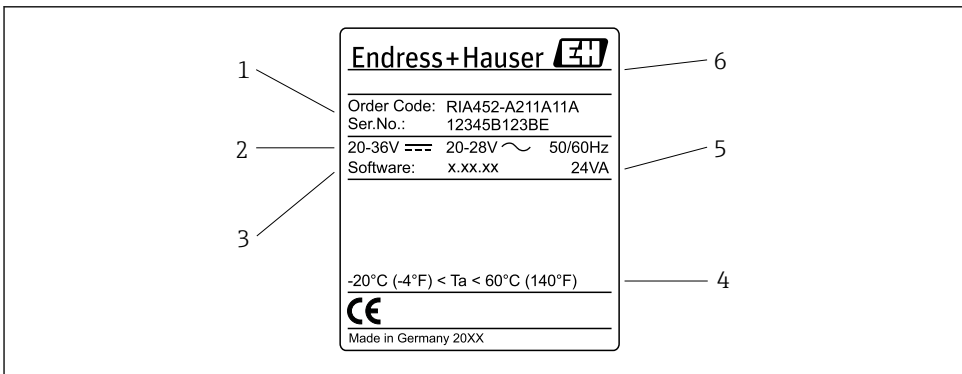 Endress+Hauser EH
Order Code: RIA452-A211A11A
Ser.No.: 12345B123BE
20-36V 20-28V 50/60Hz
Software: x.xx.xx 24VA
-20°C (-4°F) < Ta < 60°C (140°F)
CE
Made in Germany 20XX
1
2
3
6
5
4